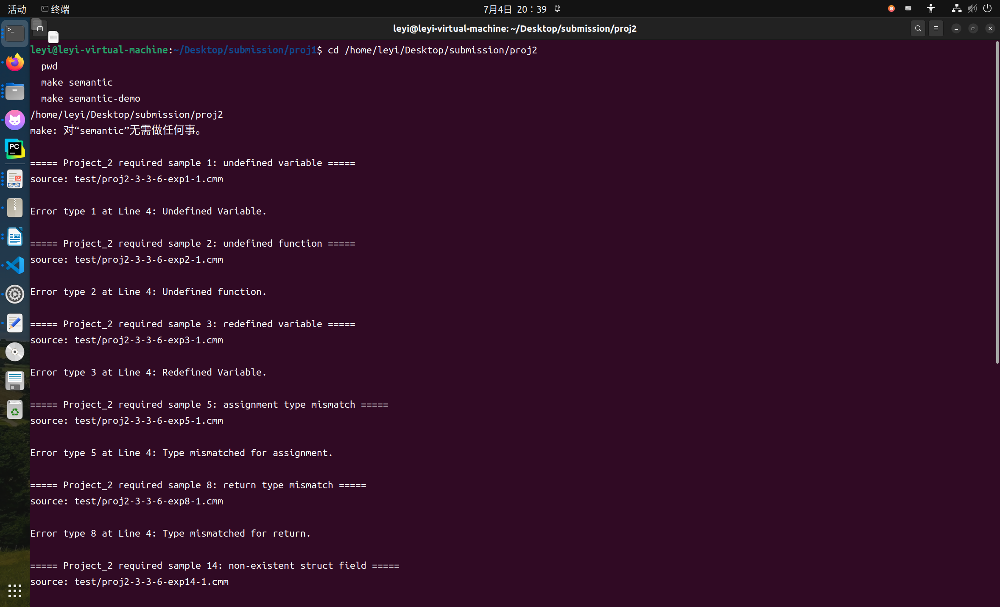 活动 终端 7月4日 20：39
leyi@leyi-virtual-machine: ~/Desktop/submission/proj2
leyi@leyi-virtual-machine:~/Desktop/submission/proj1$ cd /home/leyi/Desktop/submission/proj2
pwd
make semantic
make semantic-demo
/home/leyi/Desktop/submission/proj2
make: 对“semantic”无需做任何事。
===== Project_2 required sample 1: undefined variable =====
source: test/proj2-3-3-6-exp1-1.cmm
Error type 1 at Line 4: Undefined Variable.
===== Project_2 required sample 2: undefined function =====
source: test/proj2-3-3-6-exp2-1.cmm
Error type 2 at Line 4: Undefined function.
===== Project_2 required sample 3: redefined variable =====
source: test/proj2-3-3-6-exp3-1.cmm
Error type 3 at Line 4: Redefined Variable.
===== Project_2 required sample 5: assignment type mismatch =====
source: test/proj2-3-3-6-exp5-1.cmm
Error type 5 at Line 4: Type mismatched for assignment.
===== Project_2 required sample 8: return type mismatch =====
source: test/proj2-3-3-6-exp8-1.cmm
Error type 8 at Line 4: Type mismatched for return.
===== Project_2 required sample 14: non-existent struct field =====
source: test/proj2-3-3-6-exp14-1.cmm
PC